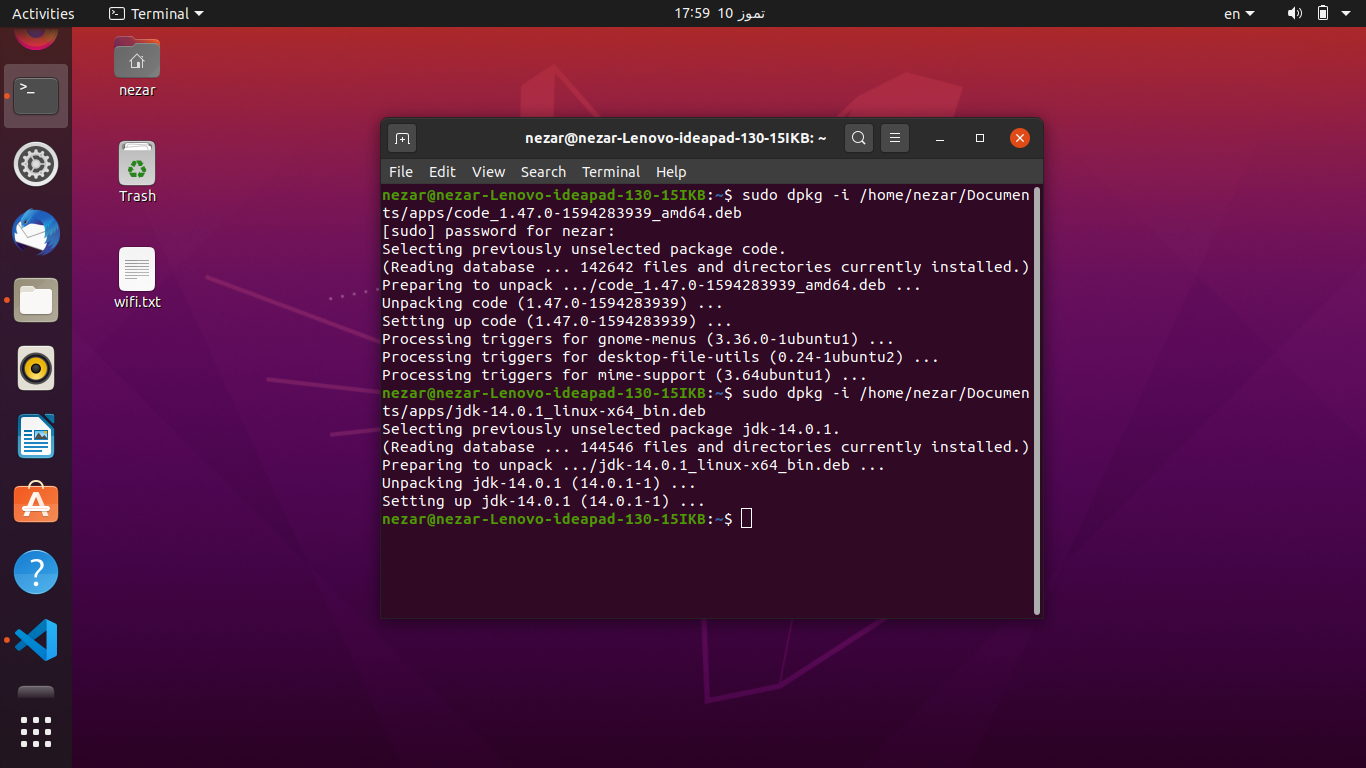 Activities
Terminal
17:59 10 تموز
en
nezar
Trash
wifi.txt
nezar@nezar-Lenovo-ideapad-130-15IKB: ~
File Edit View Search Terminal Help
nezar@nezar-Lenovo-ideapad-130-15IKB:~$ sudo dpkg -i /home/nezar/Documen
ts/apps/code_1.47.0-1594283939_amd64.deb
[sudo] password for nezar:
Selecting previously unselected package code.
(Reading database ... 142642 files and directories currently installed.)
Preparing to unpack .../code_1.47.0-1594283939_amd64.deb ...
Unpacking code (1.47.0-1594283939) ...
Setting up code (1.47.0-1594283939) ...
Processing triggers for gnome-menus (3.36.0-1ubuntu1) ...
Processing triggers for desktop-file-utils (0.24-1ubuntu2) ...
Processing triggers for mime-support (3.64ubuntu1) ...
nezar@nezar-Lenovo-ideapad-130-15IKB:~$ sudo dpkg -i /home/nezar/Documen
ts/apps/jdk-14.0.1_linux-x64_bin.deb
Selecting previously unselected package jdk-14.0.1.
(Reading database ... 144546 files and directories currently installed.)
Preparing to unpack .../jdk-14.0.1_linux-x64_bin.deb ...
Unpacking jdk-14.0.1 (14.0.1-1) ...
Setting up jdk-14.0.1 (14.0.1-1) ...
nezar@nezar-Lenovo-ideapad-130-15IKB:~$